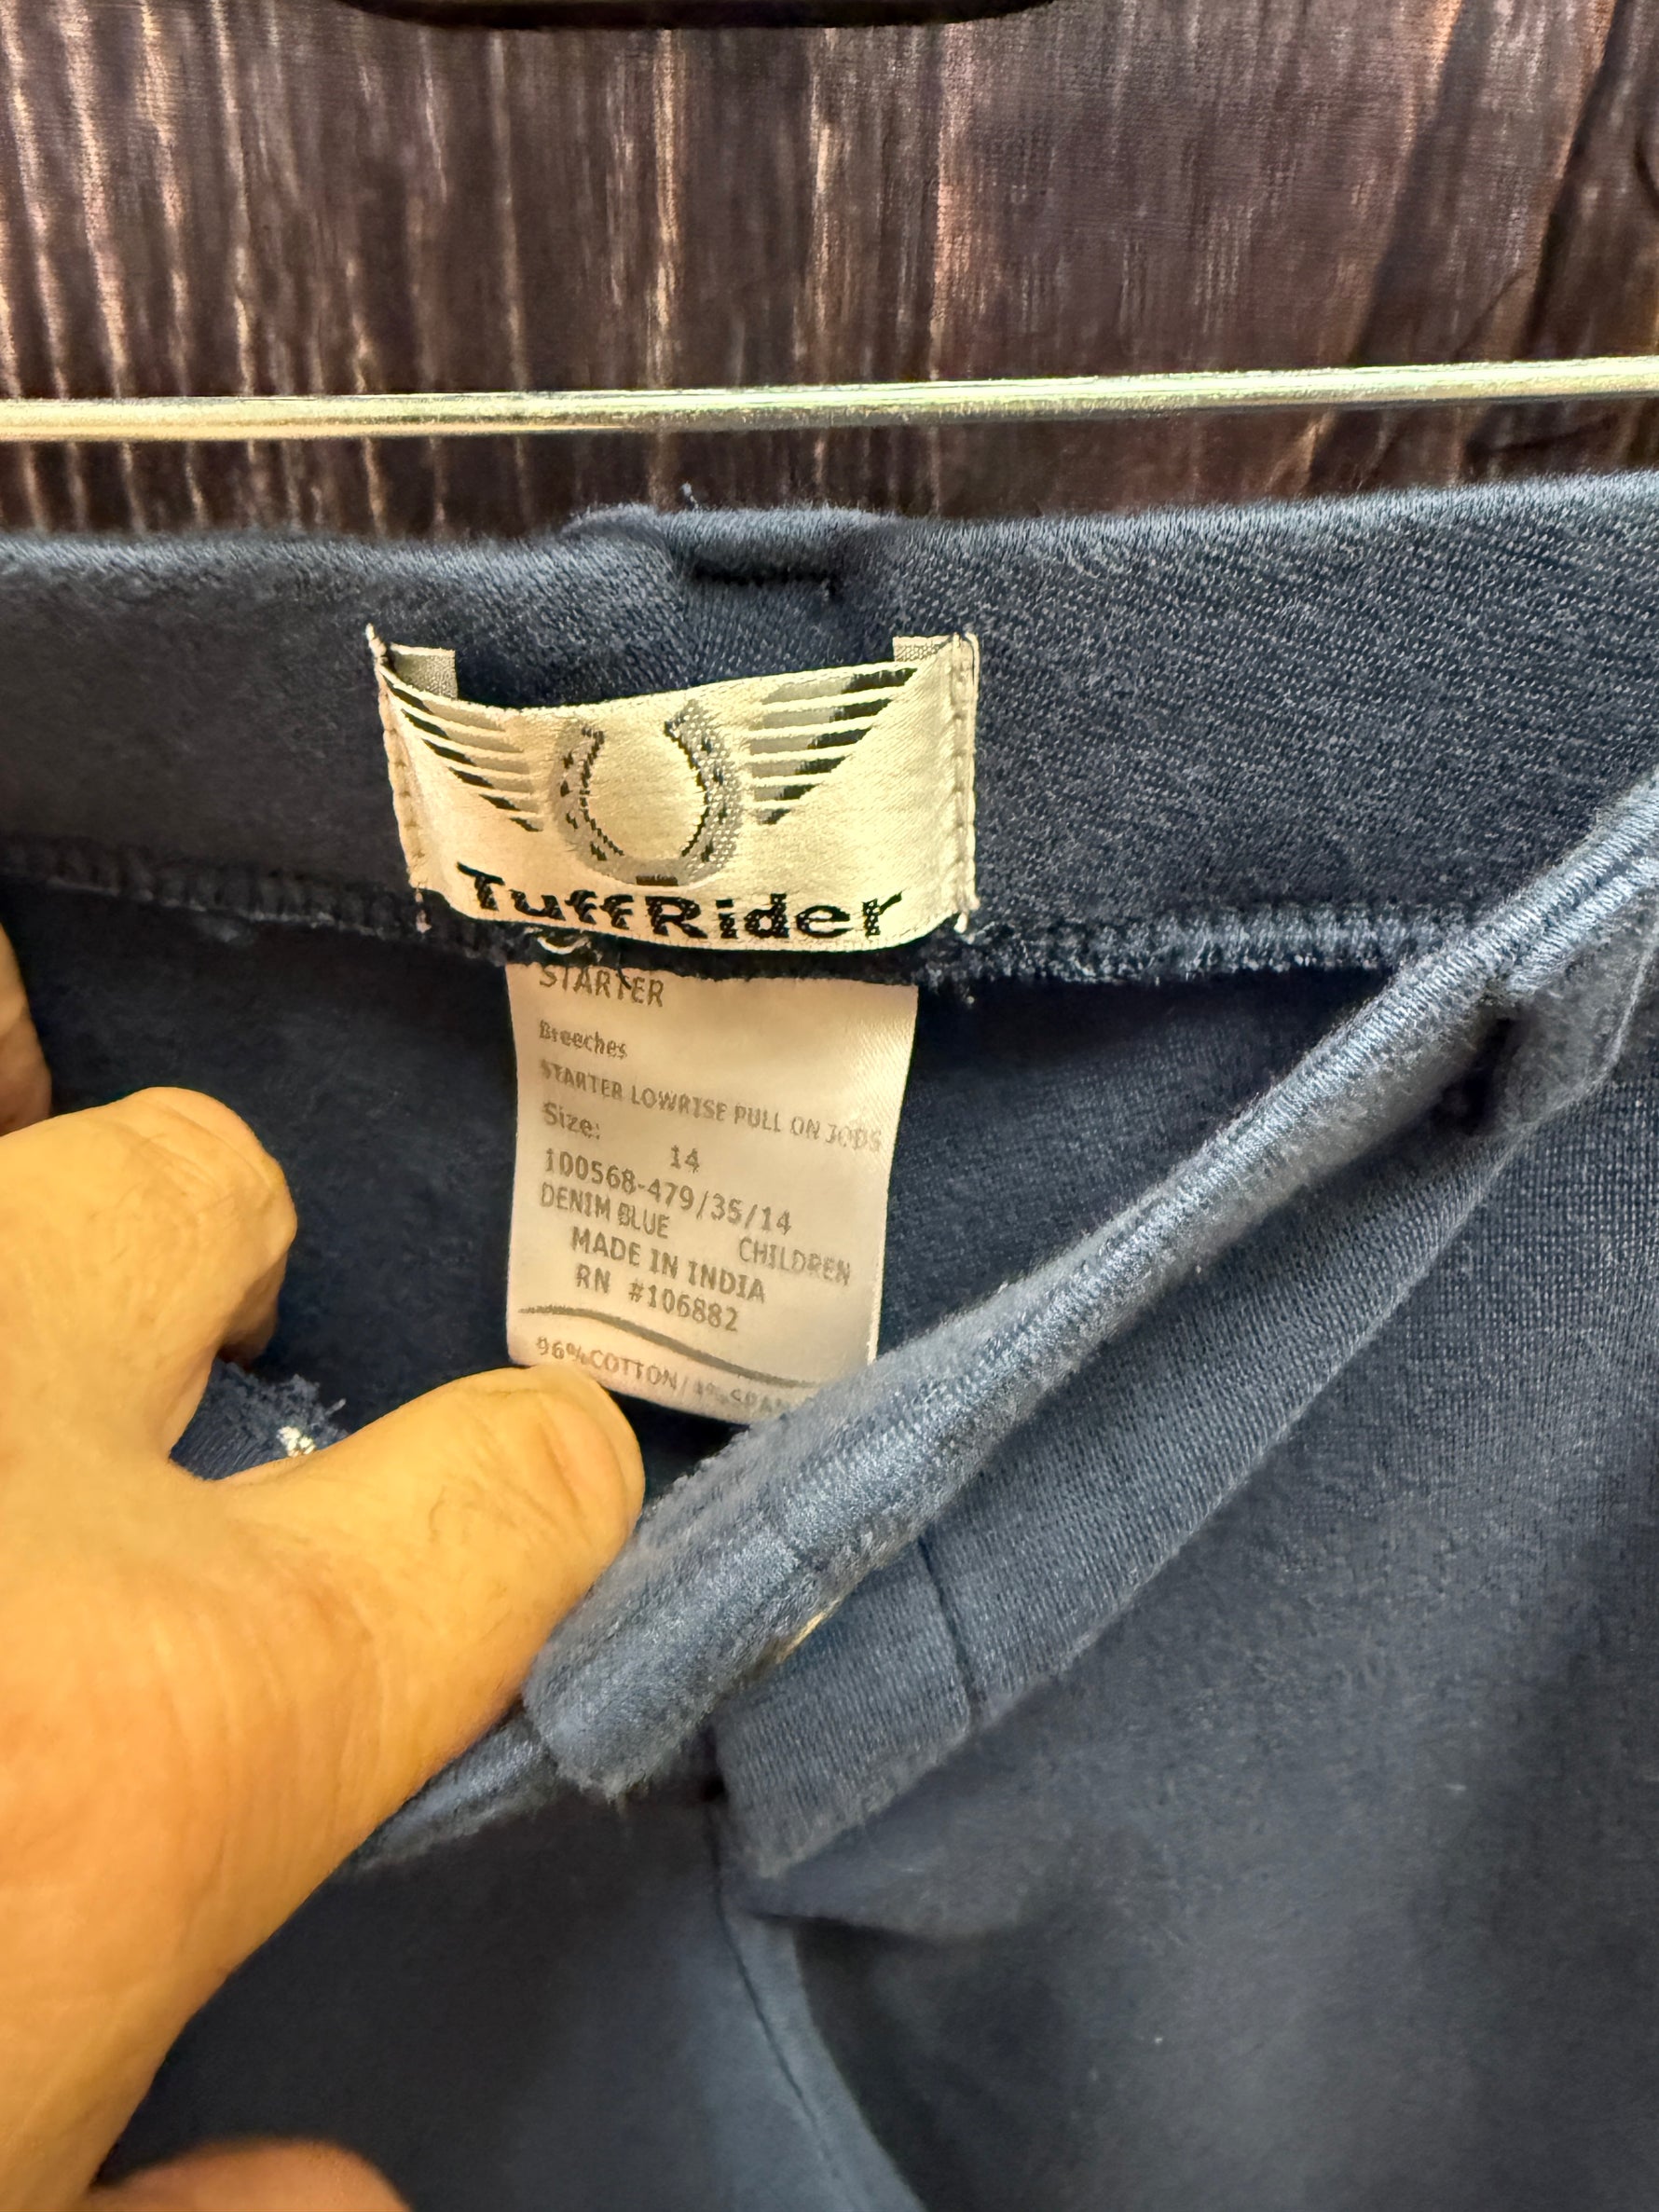 TuffRider
STARTER
Breeches
STARTER LOWRISE PULL ON JODS
Size:
14
100568-479/35/14
DENIM BLUE CHILDREN
MADE IN INDIA
RN #106882
96% COTTON/4% SPAN